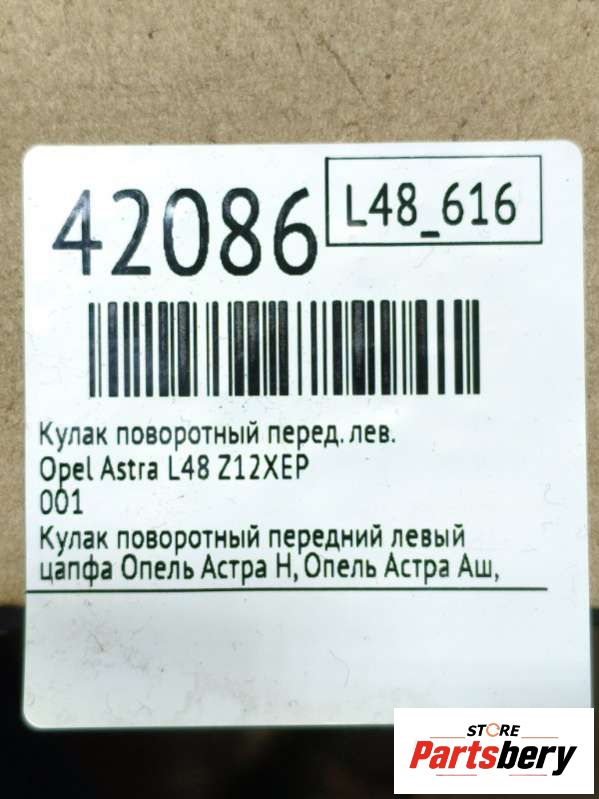 42086
L48_616
Кулак поворотный перед. лев.
Opel Astra L48 Z12XEP
001
Кулак поворотный передний левый
цапфа Опель Астра H, Опель Астра Аш,
STORE
Partsbery